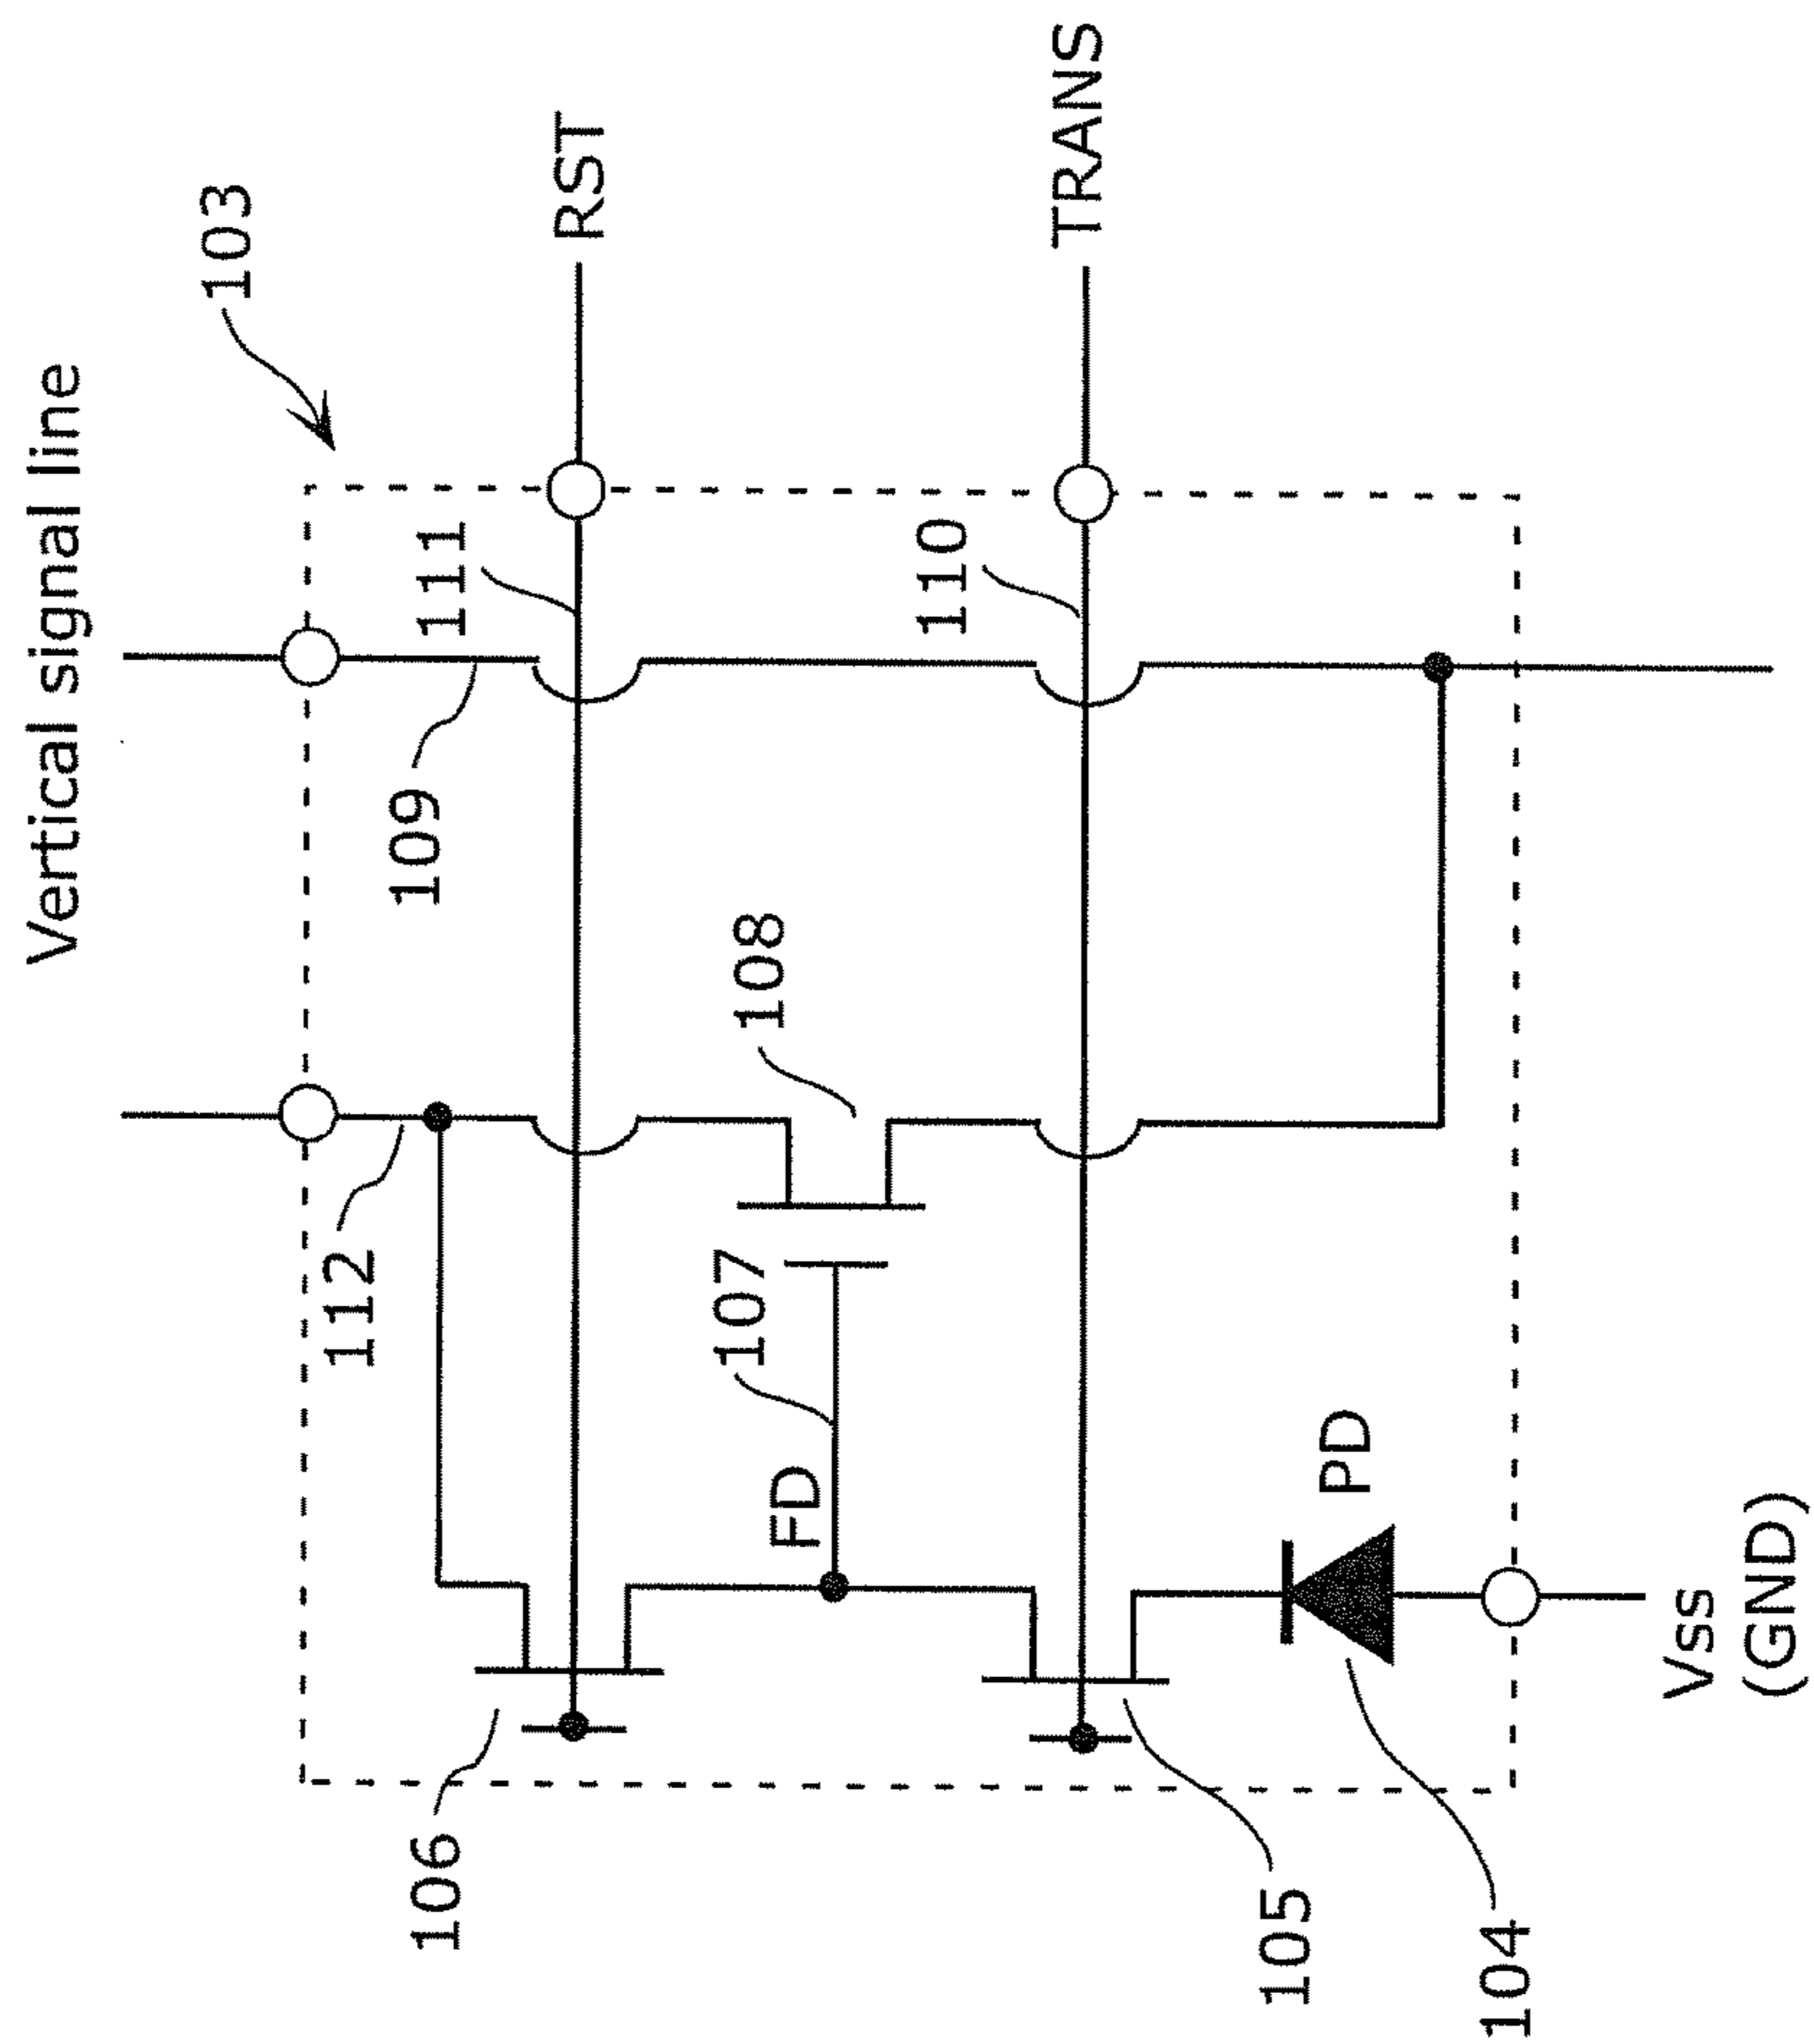 Vertical signal line
103
RST
TRANS
111
110
109
108
112
107
FD
PD
Vss
(GND)
106
105
104